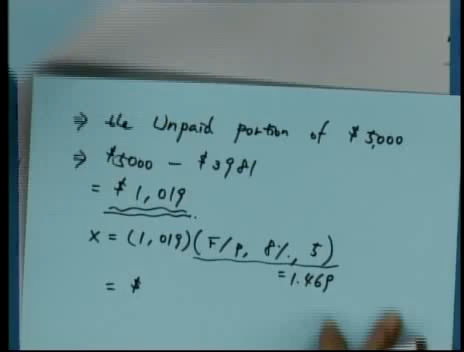 ⇒ the Unpaid portion of $ 5,000
⇒ $5000 - $3981
= $ 1,019.
X = (1,019)(F/P, 8%, 5)
= 1.469
= $